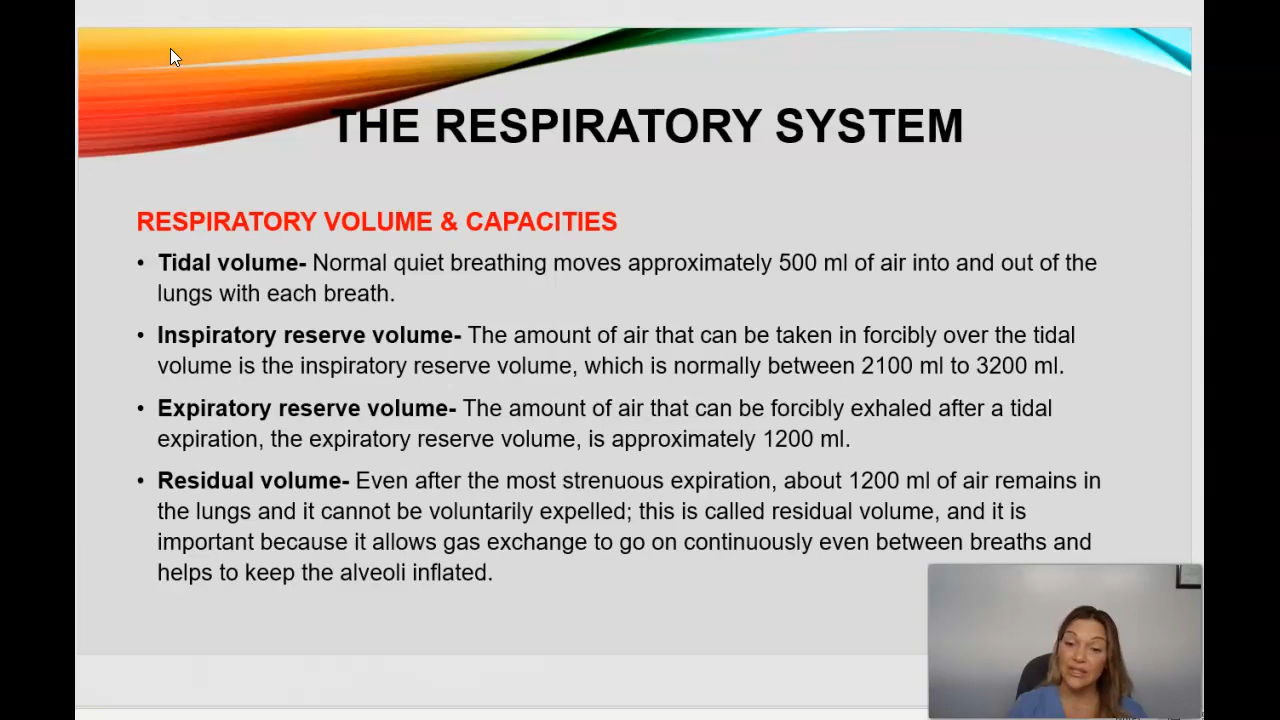 THE RESPIRATORY SYSTEM
RESPIRATORY VOLUME & CAPACITIES
• Tidal volume- Normal quiet breathing moves approximately 500 ml of air into and out of the
lungs with each breath.
• Inspiratory reserve volume- The amount of air that can be taken in forcibly over the tidal
volume is the inspiratory reserve volume, which is normally between 2100 ml to 3200 ml.
• Expiratory reserve volume- The amount of air that can be forcibly exhaled after a tidal
expiration, the expiratory reserve volume, is approximately 1200 ml.
• Residual volume- Even after the most strenuous expiration, about 1200 ml of air remains in
the lungs and it cannot be voluntarily expelled; this is called residual volume, and it is
important because it allows gas exchange to go on continuously even between breaths and
helps to keep the alveoli inflated.